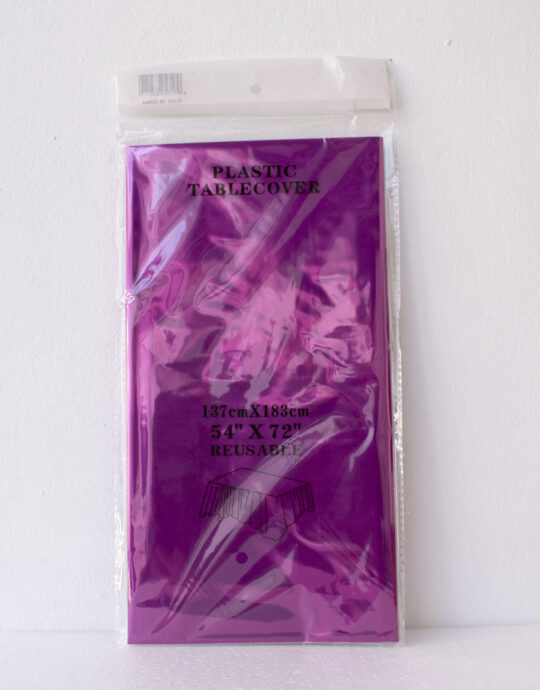 PLASTIC
TABLECOVER
137cmX183cm
54" X 72"
REUSABLE